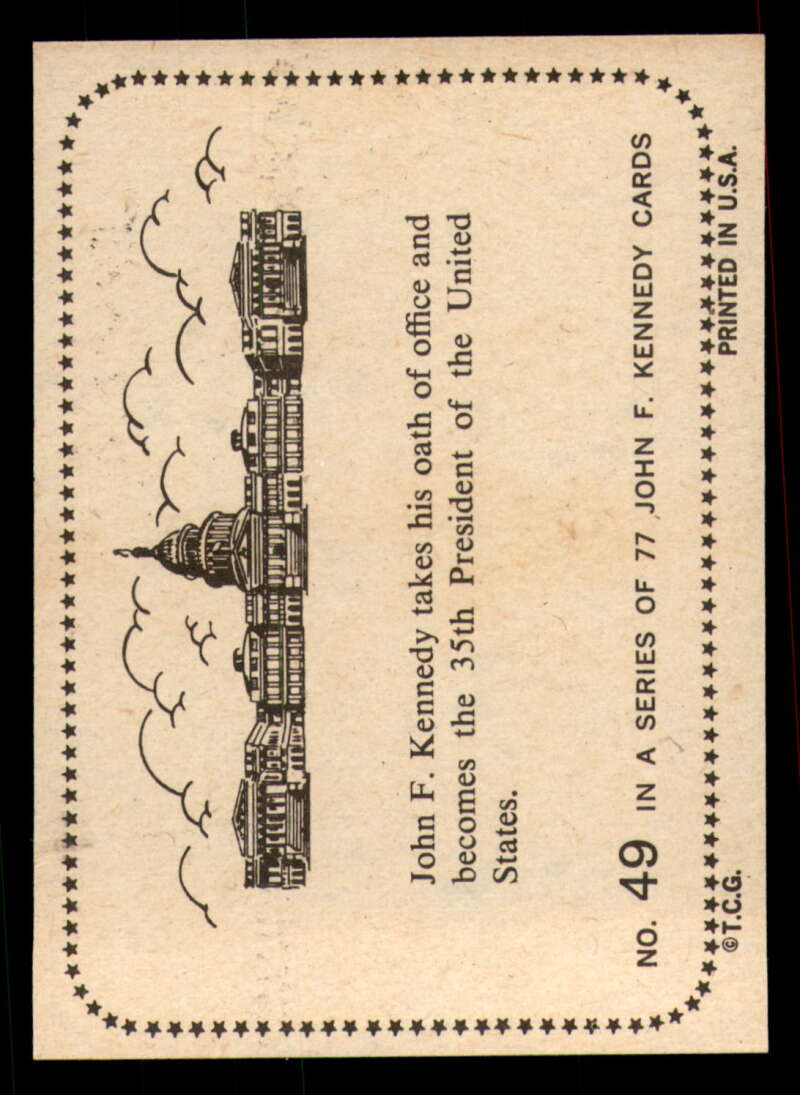 John F. Kennedy takes his oath of office and
becomes the 35th President of the United
States.
NO. 49 IN A SERIES OF 77 JOHN F. KENNEDY CARDS
©T.C.G. PRINTED IN U.S.A.